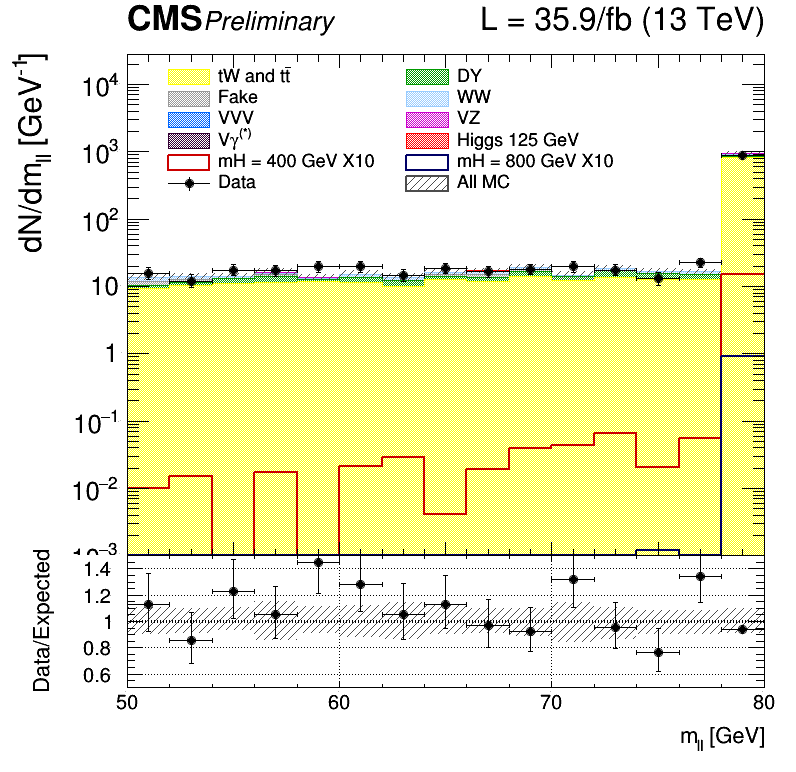 CMS Preliminary L = 35.9/fb (13 TeV)
dN/dm_ll [GeV⁻¹]
10⁴
10³
10²
10
1
10⁻¹
10⁻²
10⁻³
tW and tt̄
DY
Fake
WW
VVV
VZ
Vγ⁽*⁾
Higgs 125 GeV
mH = 400 GeV X10
mH = 800 GeV X10
Data
All MC
Data/Expected
1.4
1.2
1
0.8
0.6
50 60 70 80
m_ll [GeV]